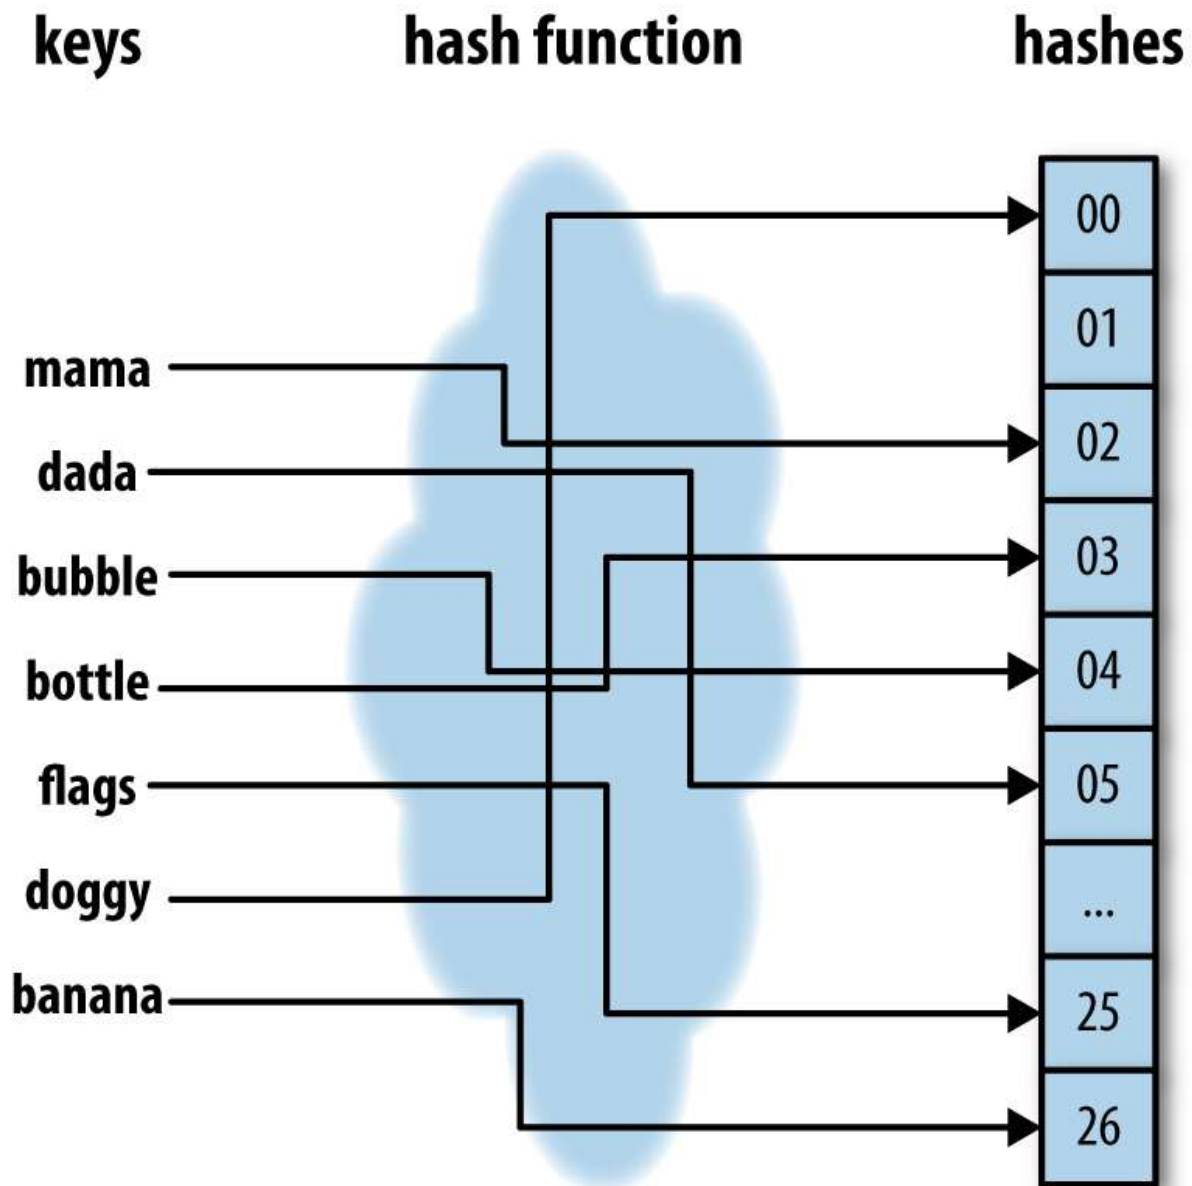 keys hash function hashes
00
01
mama
02
dada
03
bubble
04
bottle
05
flags
doggy
...
banana
25
26